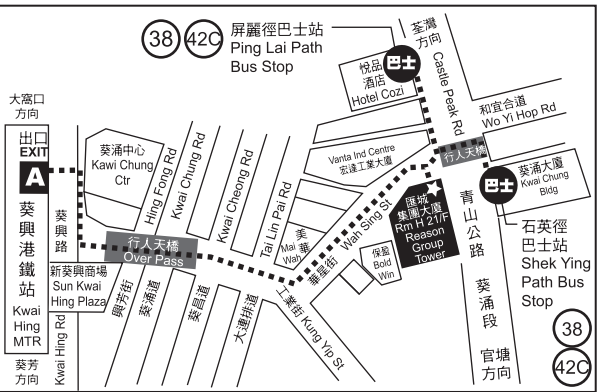 38 42C
屏麗徑巴士站
Ping Lai Path
Bus Stop
荃灣
方向
巴士
悅品
酒店
Hotel Cozi
Castle Peak Rd
和宜合道
Wo Yi Hop Rd
大窩口
方向
出口
EXIT
A
葵興港鐵站
Kwai
Hing
MTR
葵芳
方向
葵興路
Kwai Hing Rd
葵涌中心
Kawi Chung
Ctr
新葵興商場
Sun Kwai
Hing Plaza
Hing Fong Rd
興芳街
Kwai Chung Rd
葵涌道
Kwai Cheong Rd
葵昌道
Tai Lin Pai Rd
大連排道
行人天橋
Over Pass
美華
Mai
Wah
Vanta Ind Centre
宏達工業大廈
華星街 Wah Sing St
工業街 Kung Yip St
保盈
Bold
Win
匯城
集團大廈
Rm H 21/F
Reason
Group
Tower
行人天橋
巴士
葵涌大廈
Kwai Chung
Bldg
青山公路 葵涌段
官塘
方向
石英徑
巴士站
Shek Ying
Path Bus
Stop
38
42C